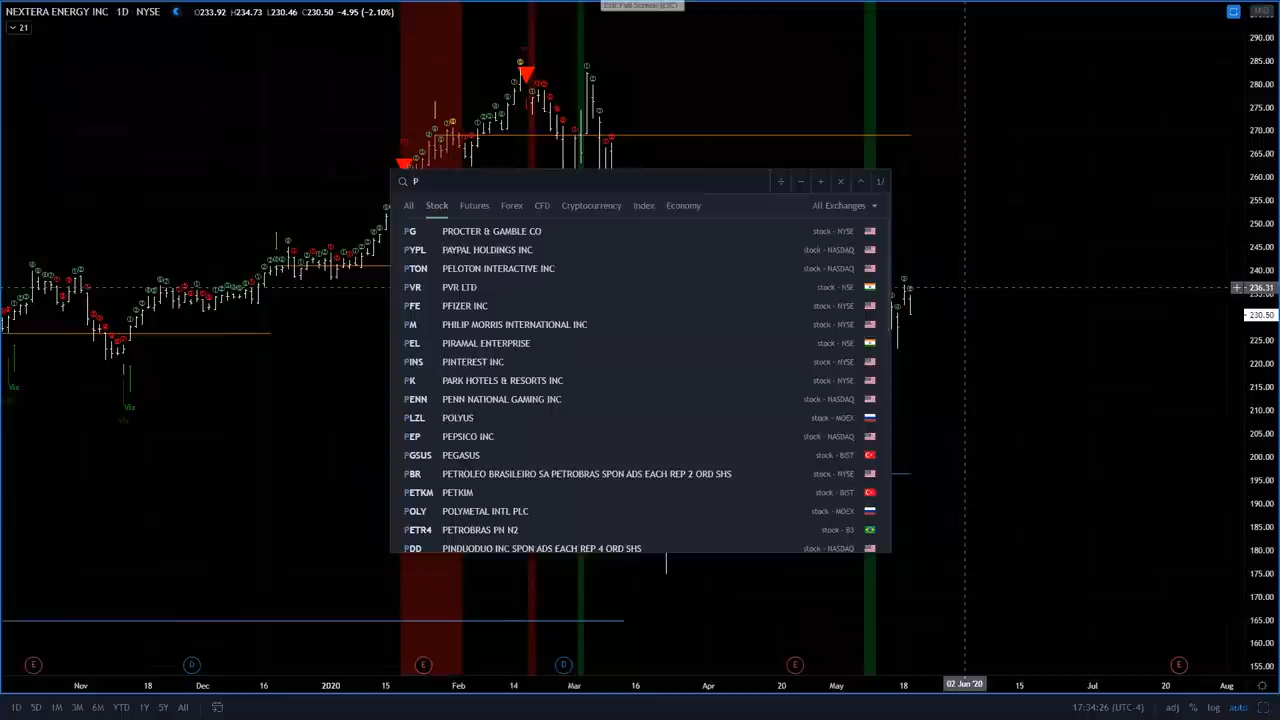 NEXTERA ENERGY INC 1D NYSE O233.92 H234.73 L230.46 C230.50 -4.95 (-2.10%)
Exit Full Screen (ESC)
21
290.00
285.00
280.00
275.00
270.00
265.00
260.00
255.00
250.00
245.00
240.00
236.31
230.50
225.00
220.00
215.00
210.00
205.00
200.00
195.00
190.00
185.00
180.00
175.00
170.00
165.00
160.00
155.00
P
1/
All Stock Futures Forex CFD Cryptocurrency Index Economy All Exchanges
PG PROCTER & GAMBLE CO stock - NYSE
PYPL PAYPAL HOLDINGS INC stock - NASDAQ
PTON PELOTON INTERACTIVE INC stock - NASDAQ
PVR PVR LTD stock - NSE
PFE PFIZER INC stock - NYSE
PM PHILIP MORRIS INTERNATIONAL INC stock - NYSE
PEL PIRAMAL ENTERPRISE stock - NSE
PINS PINTEREST INC stock - NYSE
PK PARK HOTELS & RESORTS INC stock - NYSE
PENN PENN NATIONAL GAMING INC stock - NASDAQ
PLZL POLYUS stock - MOEX
PEP PEPSICO INC stock - NASDAQ
PGSUS PEGASUS stock - BIST
PBR PETROLEO BRASILEIRO SA PETROBRAS SPON ADS EACH REP 2 ORD SHS stock - NYSE
PETKM PETKIM stock - BIST
POLY POLYMETAL INTL PLC stock - MOEX
PETR4 PETROBRAS PN N2 stock - B3
PDD PINDUODUO INC SPON ADS EACH REP 4 ORD SHS stock - NASDAQ
Vix
Vix
E D E D E E
Nov 18 Dec 16 2020 15 Feb 14 Mar 16 Apr 20 May 18 02 Jun '20 15 Jul 20 Aug
1D 5D 1M 3M 6M YTD 1Y 5Y All 17:34:26 (UTC-4) adj % log auto